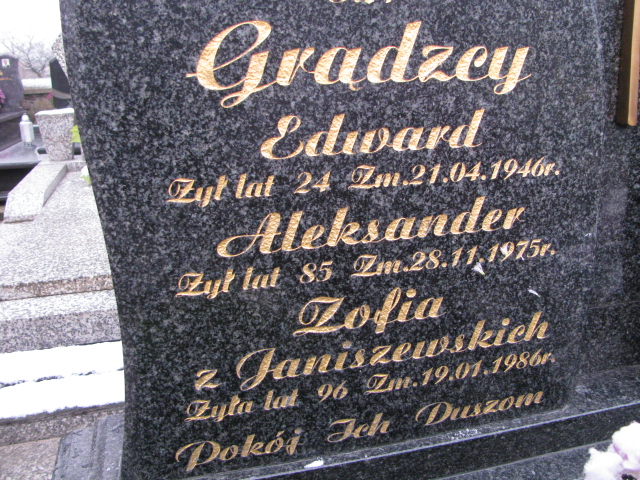 Grądzcy
Edward
Żył lat 24 Zm.21.04.1946r.
Aleksander
Żył lat 85 Zm.28.11.1975r.
Zofia
z Janiszewskich
Żyła lat 96 Zm.19.01.1986r.
Pokój Ich Duszom